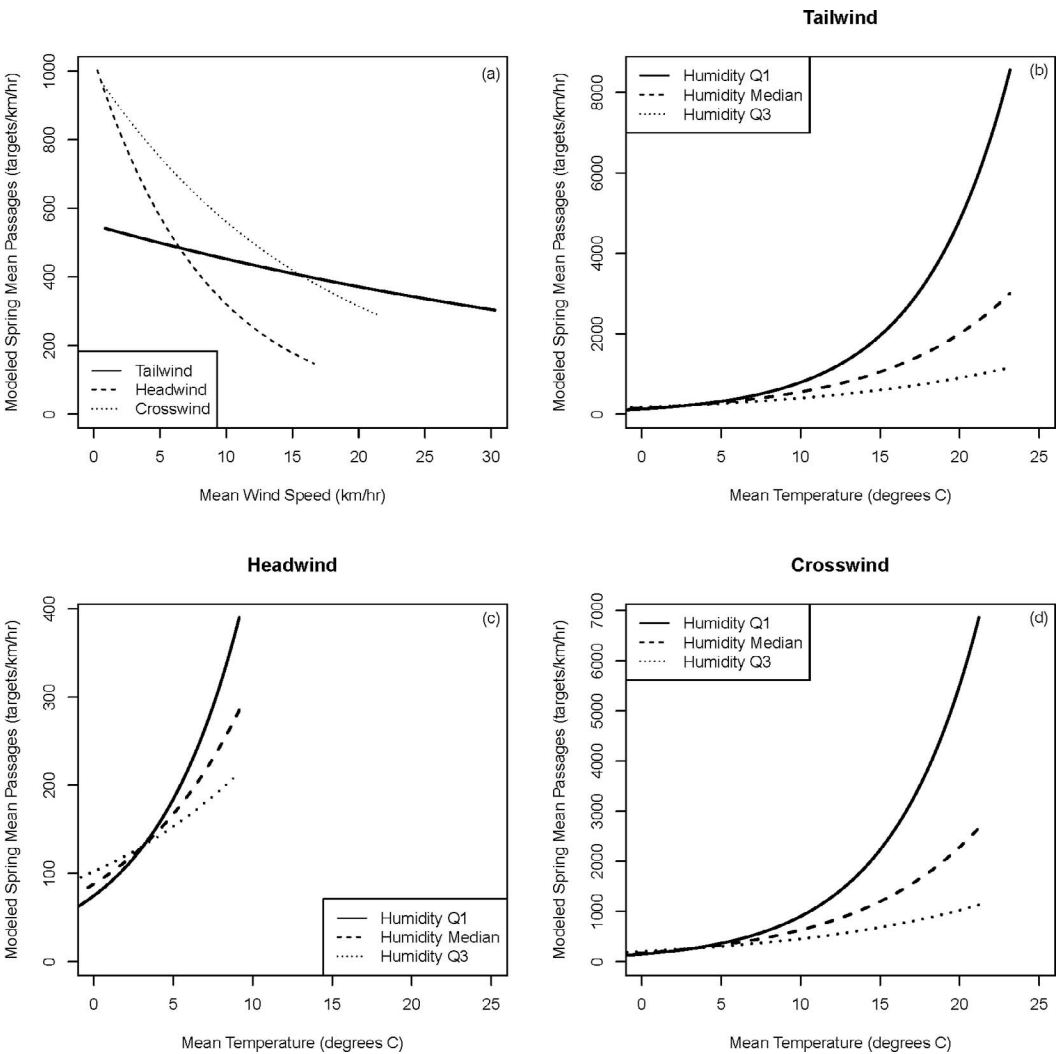 (a)
Modeled Spring Mean Passages (targets/km/hr)
0 200 400 600 800 1000
Tailwind
Headwind
Crosswind
0 5 10 15 20 25 30
Mean Wind Speed (km/hr)
Tailwind
(b)
Modeled Spring Mean Passages (targets/km/hr)
0 2000 4000 6000 8000
Humidity Q1
Humidity Median
Humidity Q3
0 5 10 15 20 25
Mean Temperature (degrees C)
Headwind
(c)
Modeled Spring Mean Passages (targets/km/hr)
0 100 200 300 400
Humidity Q1
Humidity Median
Humidity Q3
0 5 10 15 20 25
Mean Temperature (degrees C)
Crosswind
(d)
Modeled Spring Mean Passages (targets/km/hr)
0 1000 2000 3000 4000 5000 6000 7000
Humidity Q1
Humidity Median
Humidity Q3
0 5 10 15 20 25
Mean Temperature (degrees C)